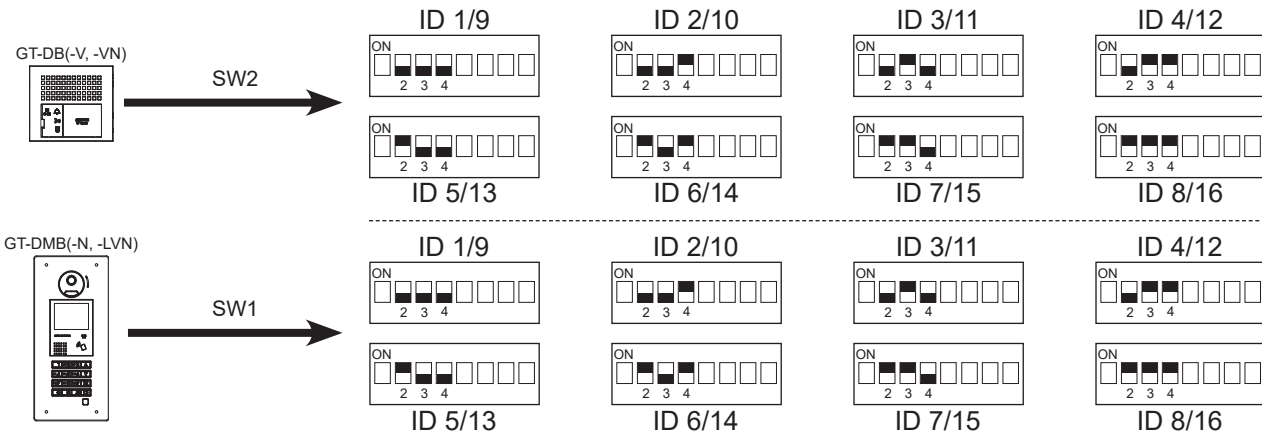 ID 1/9 ID 2/10 ID 3/11 ID 4/12
GT-DB(-V, -VN)
SW2
ON ON ON ON
2 3 4 2 3 4 2 3 4 2 3 4
ON ON ON ON
2 3 4 2 3 4 2 3 4 2 3 4
ID 5/13 ID 6/14 ID 7/15 ID 8/16
GT-DMB(-N, -LVN)
ID 1/9 ID 2/10 ID 3/11 ID 4/12
SW1
ON ON ON ON
2 3 4 2 3 4 2 3 4 2 3 4
ON ON ON ON
2 3 4 2 3 4 2 3 4 2 3 4
ID 5/13 ID 6/14 ID 7/15 ID 8/16